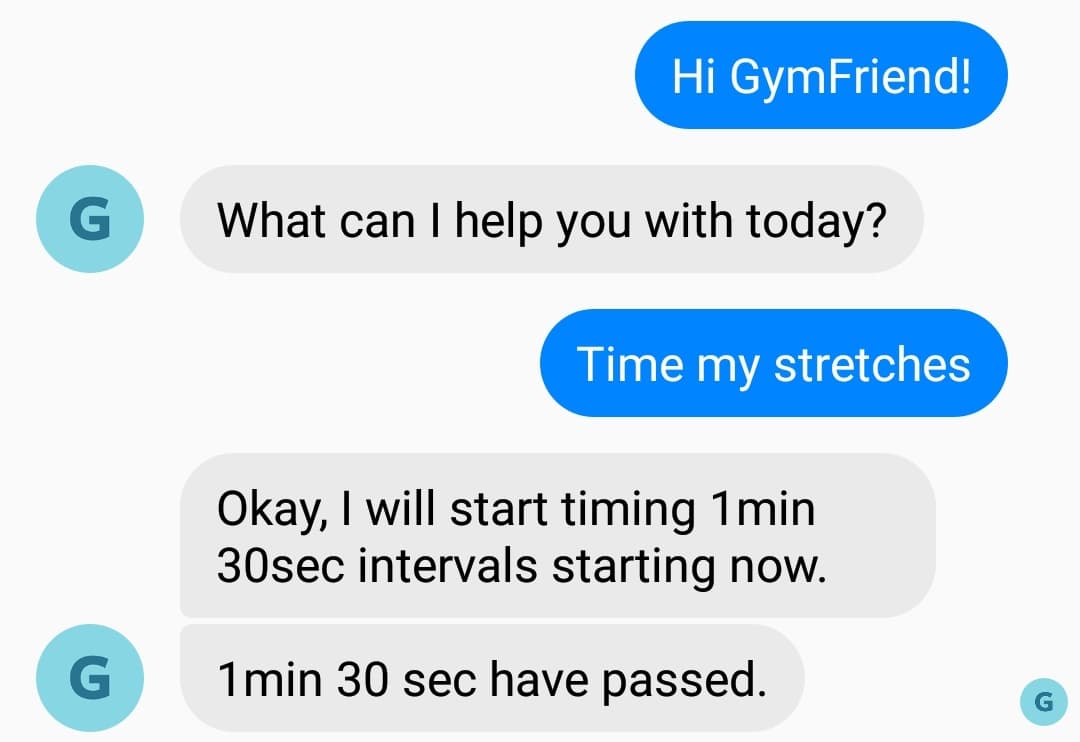 Hi GymFriend!
G
What can I help you with today?
Time my stretches
Okay, I will start timing 1min
30sec intervals starting now.
G
1min 30 sec have passed.
G